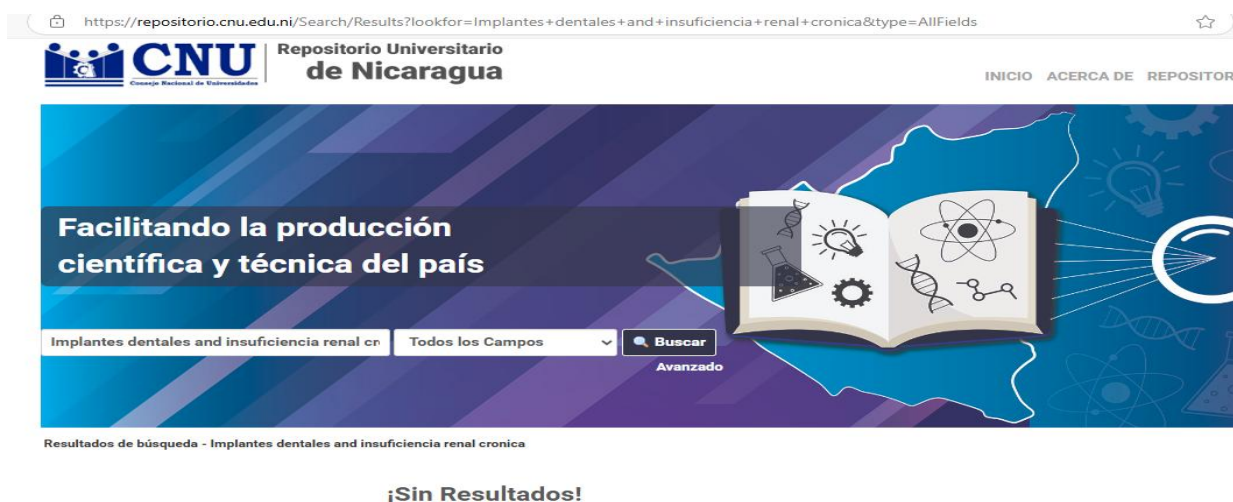 https://repositorio.cnu.edu.ni/Search/Results?lookfor=Implantes+dentales+and+insuficiencia+renal+cronica&type=AllFields
CNU
Consejo Nacional de Universidades
Repositorio Universitario
de Nicaragua
INICIO ACERCA DE REPOSITOR
Facilitando la producción
científica y técnica del país
Implantes dentales and insuficiencia renal cr
Todos los Campos
Buscar
Avanzado
Resultados de búsqueda - Implantes dentales and insuficiencia renal cronica
¡Sin Resultados!